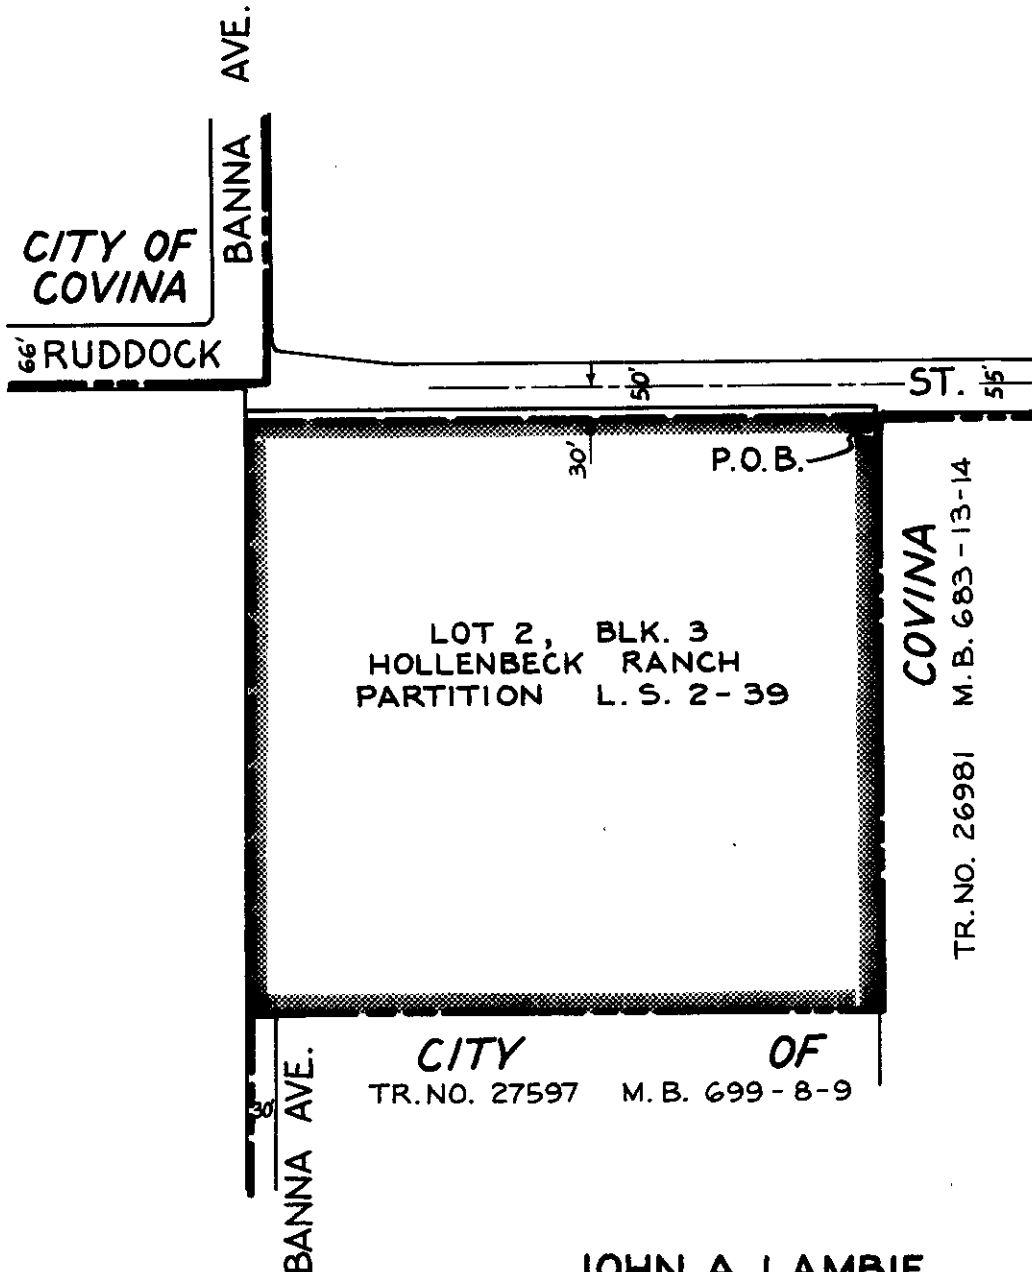 BANNA AVE.
CITY OF
COVINA
66' RUDDOCK
50'
ST. 55'
30'
P.O.B.
LOT 2, BLK. 3
HOLLENBECK RANCH
PARTITION L.S. 2-39
COVINA
TR. NO. 26981 M.B. 683-13-14
CITY OF
TR. NO. 27597 M.B. 699-8-9
30'
BANNA AVE.
JOHN A. LAMBIE